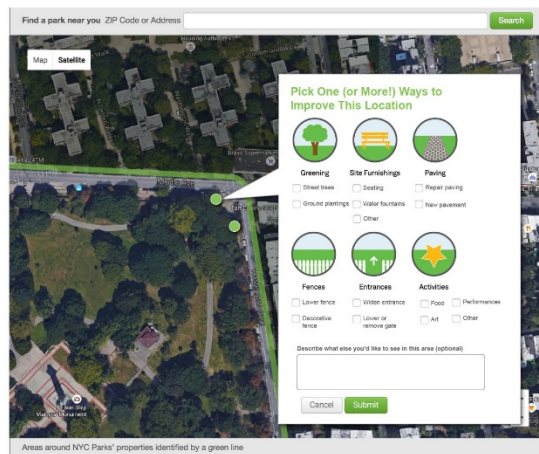 Find a park near you ZIP Code or Address
Search
Map Satellite
Pick One (or More!) Ways to
Improve This Location
Greening Site Furnishings Paving
Street trees Seating Repair paving
Ground plantings Water fountains New pavement
Other
Fences Entrances Activities
Lower fence Widen entrance Food Performances
Decorative fence Lower or remove gate Art Other
Describe what else you'd like to see in this area (optional)
Cancel Submit
Areas around NYC Parks' properties identified by a green line